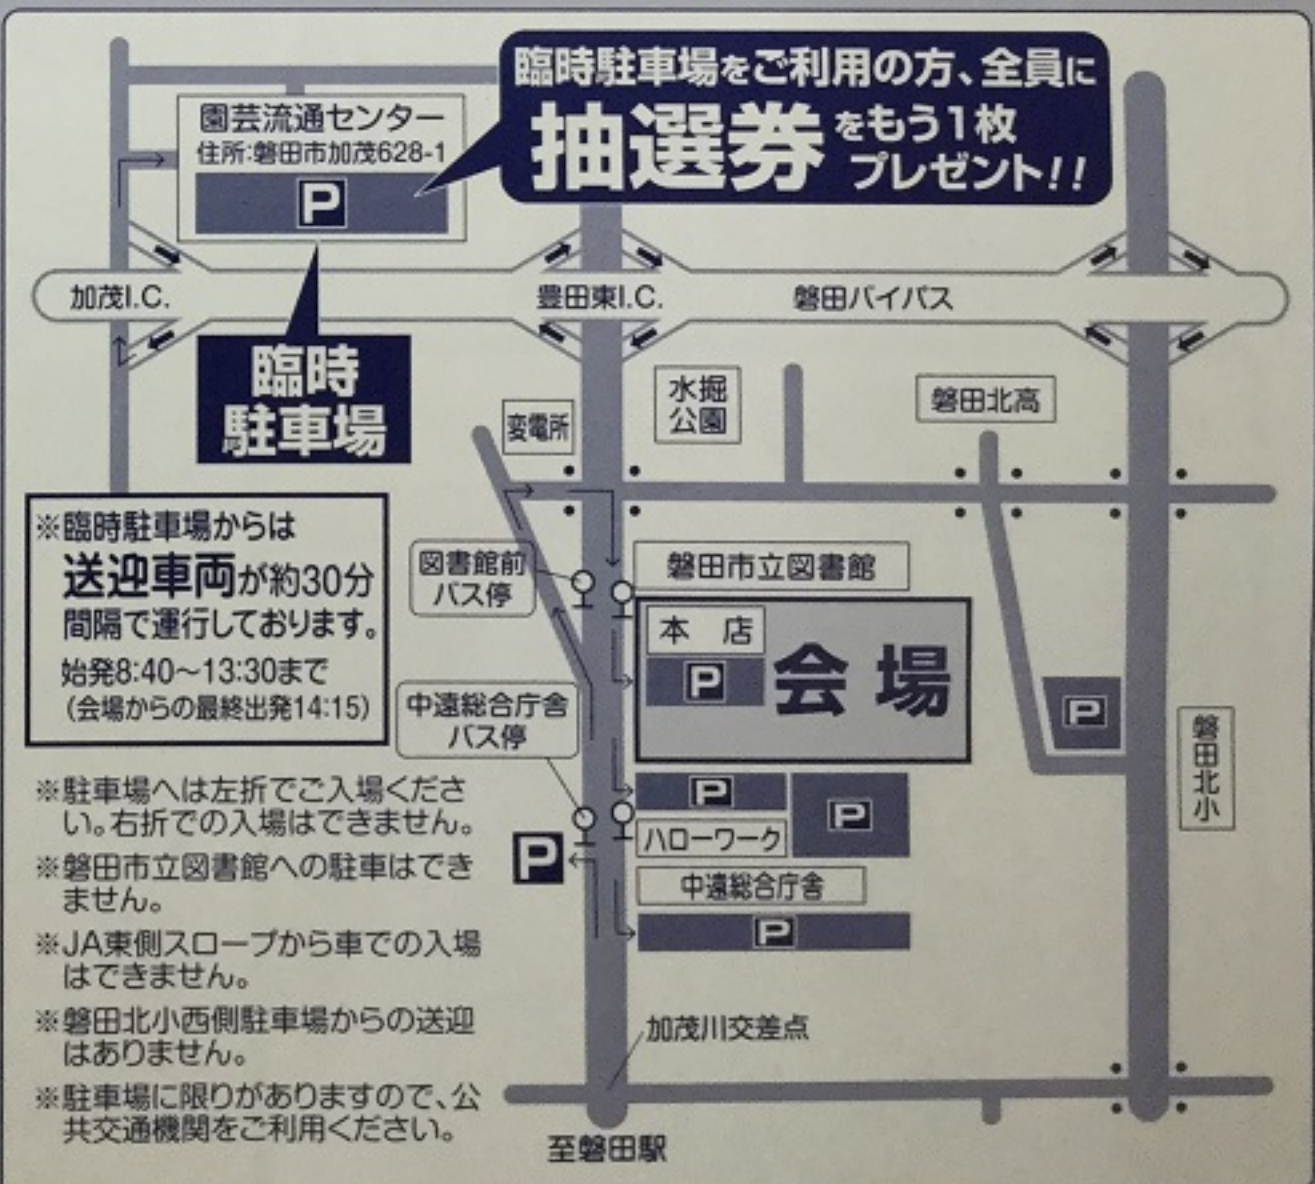 臨時駐車場をご利用の方、全員に
抽選券をもう1枚
プレゼント!!
園芸流通センター
住所:磐田市加茂628-1
P
加茂I.C.
豊田東I.C.
磐田バイパス
臨時
駐車場
変電所
水堀
公園
磐田北高
※臨時駐車場からは
送迎車両が約30分
間隔で運行しております。
始発8:40～13:30まで
(会場からの最終出発14:15)
図書館前
バス停
磐田市立図書館
本 店
P
会場
中遠総合庁舎
バス停
P
磐田北小
P
P
ハローワーク
P
中遠総合庁舎
P
※駐車場へは左折でご入場くださ
い。右折での入場はできません。
※磐田市立図書館への駐車はでき
ません。
※JA東側スロープから車での入場
はできません。
※磐田北小西側駐車場からの送迎
はありません。
※駐車場に限りがありますので、公
共交通機関をご利用ください。
加茂川交差点
至磐田駅